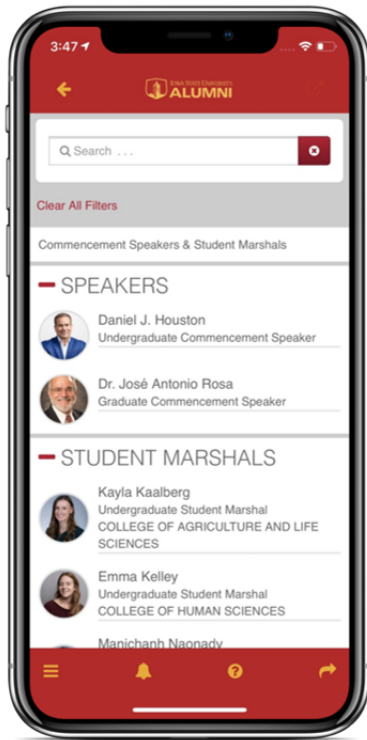 3:47
IOWA STATE UNIVERSITY
ALUMNI
Search . . .
Clear All Filters
Commencement Speakers & Student Marshals
SPEAKERS
Daniel J. Houston
Undergraduate Commencement Speaker
Dr. José Antonio Rosa
Graduate Commencement Speaker
STUDENT MARSHALS
Kayla Kaalberg
Undergraduate Student Marshal
COLLEGE OF AGRICULTURE AND LIFE
SCIENCES
Emma Kelley
Undergraduate Student Marshal
COLLEGE OF HUMAN SCIENCES
Manichanh Naonady